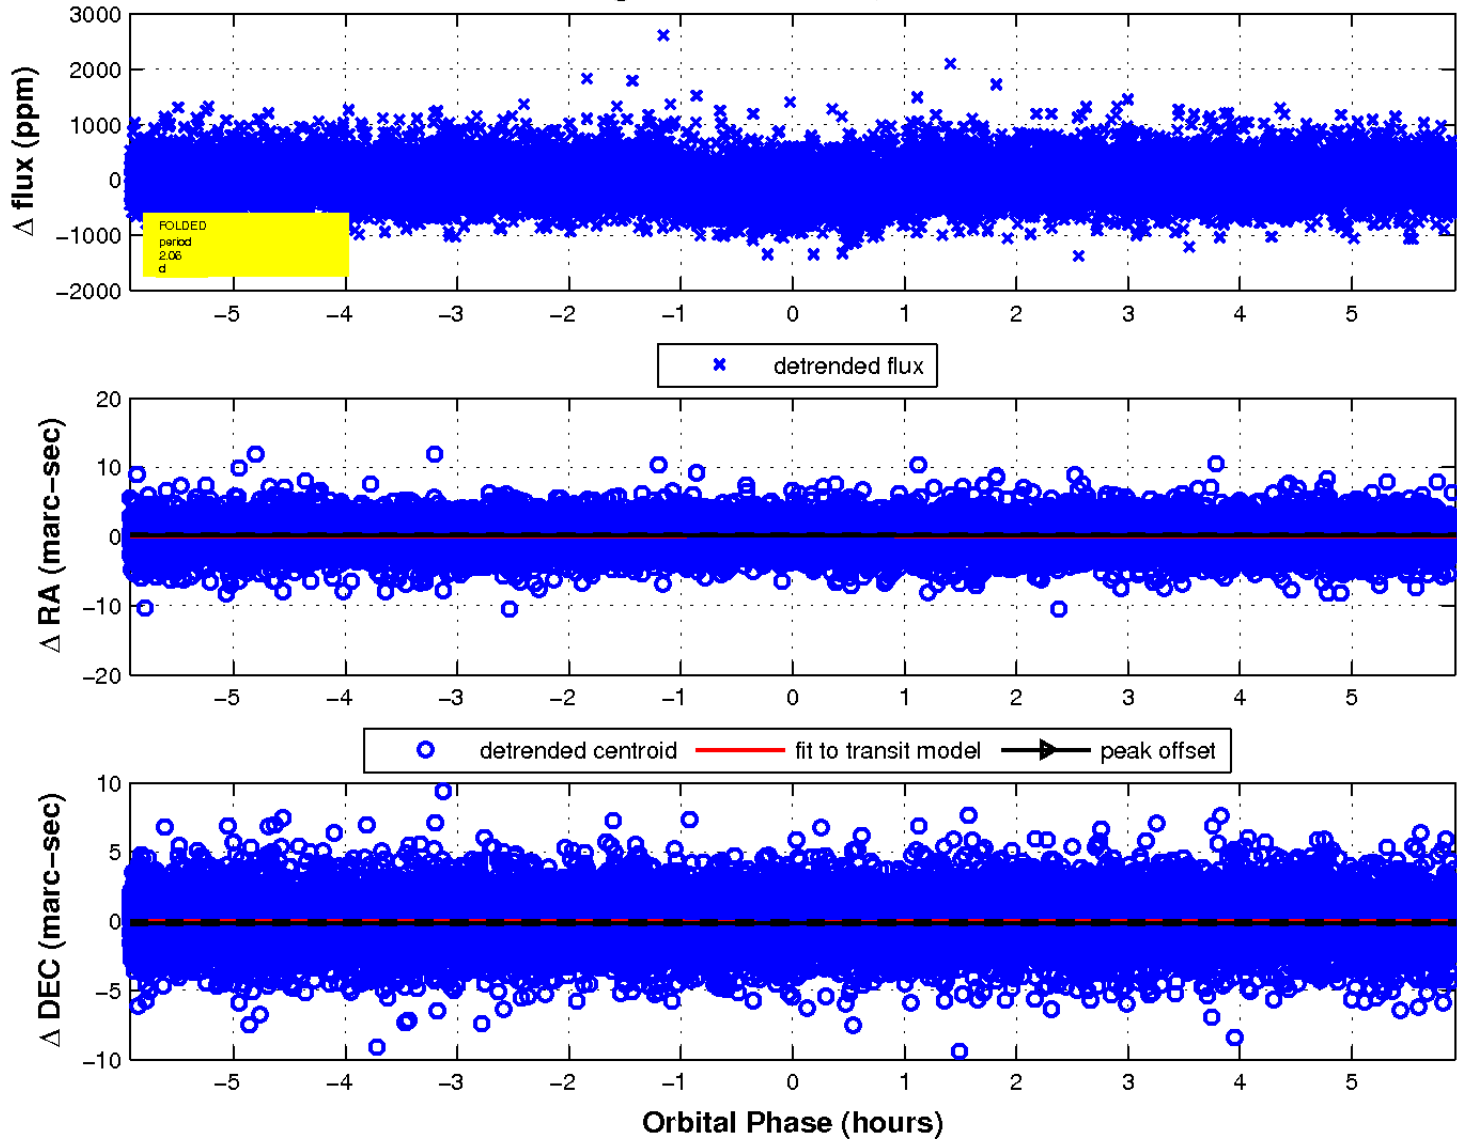 3000
2000
1000
0
−1000
−2000
Δ flux (ppm)
FOLDED
period
2.06
d
−5 −4 −3 −2 −1 0 1 2 3 4 5
detrended flux
20
10
0
−10
−20
Δ RA (marc−sec)
−5 −4 −3 −2 −1 0 1 2 3 4 5
detrended centroid fit to transit model peak offset
10
5
0
−5
−10
Δ DEC (marc−sec)
−5 −4 −3 −2 −1 0 1 2 3 4 5
Orbital Phase (hours)